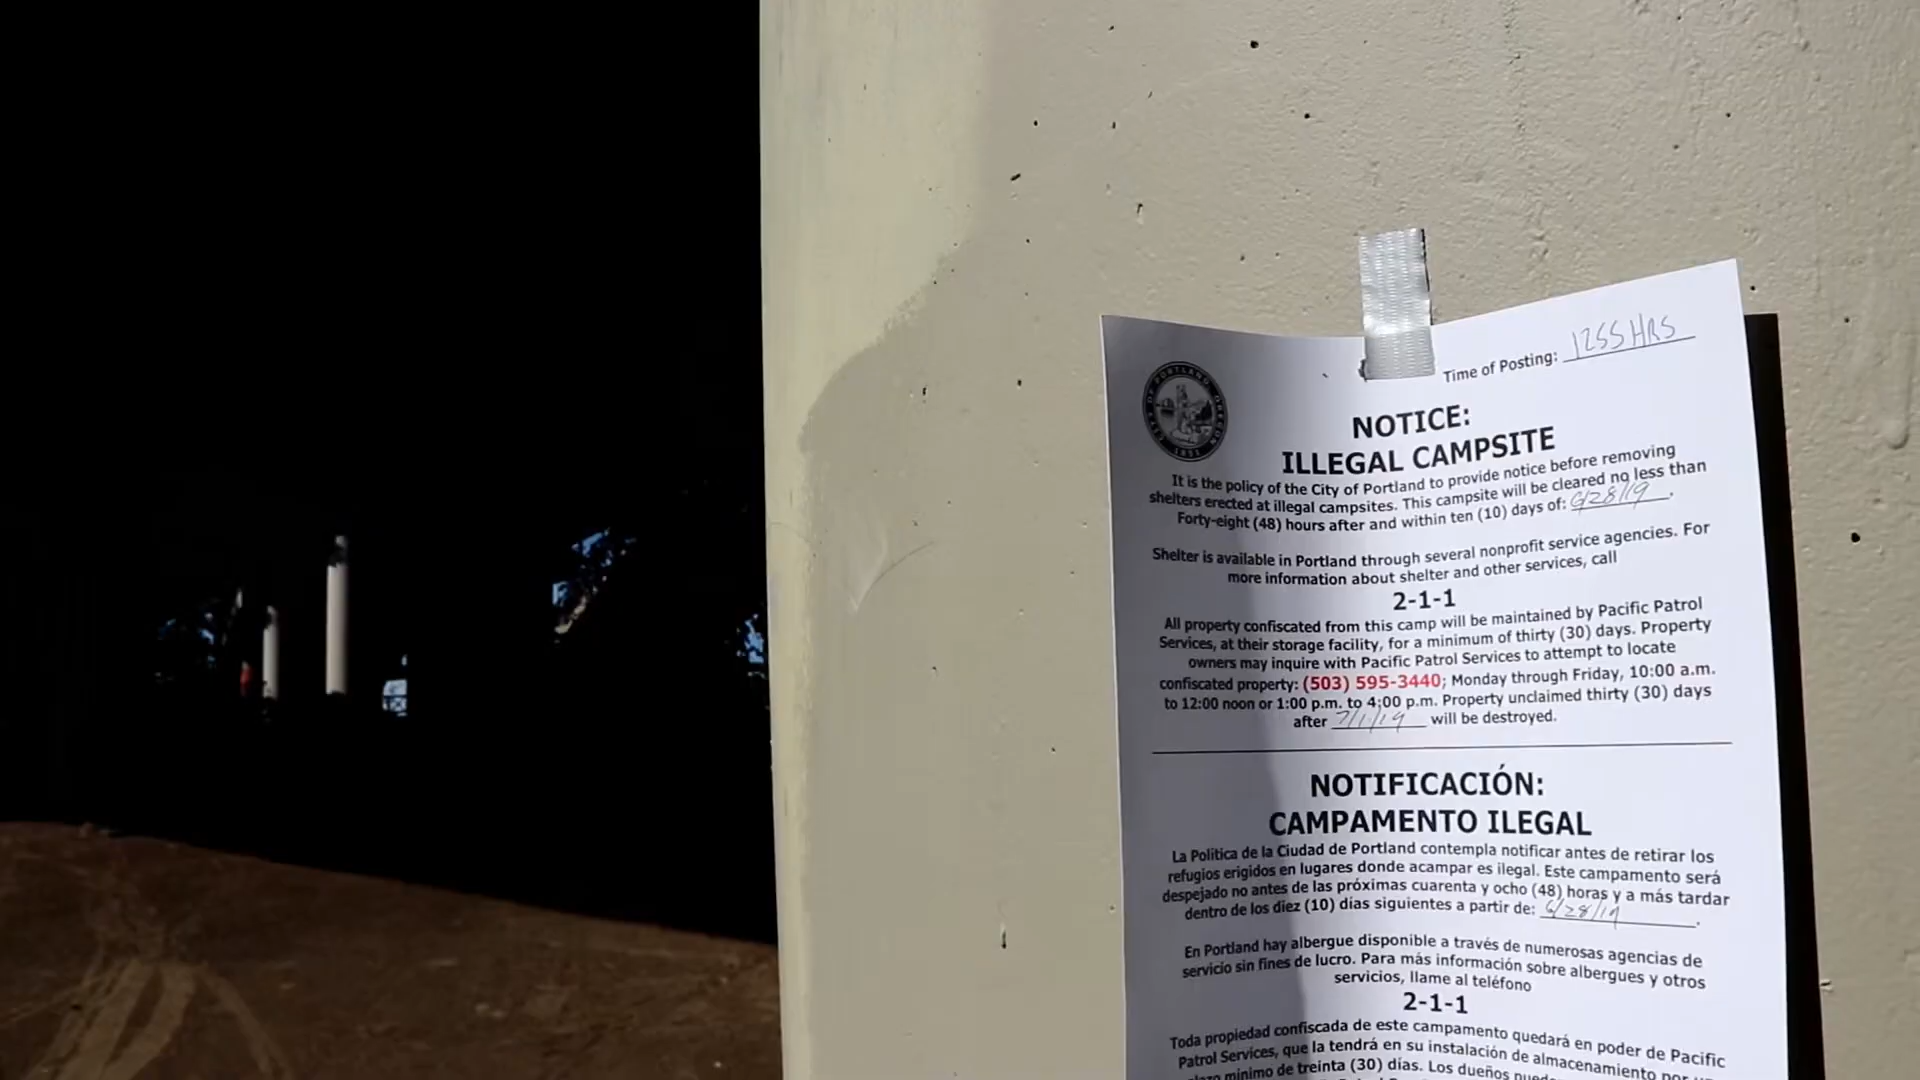 Time of Posting: 1255 HRS
CITY OF PORTLAND OREGON
1851
NOTICE:
ILLEGAL CAMPSITE
It is the policy of the City of Portland to provide notice before removing
shelters erected at illegal campsites. This campsite will be cleared no less than
Forty-eight (48) hours after and within ten (10) days of: 6/28/19.
Shelter is available in Portland through several nonprofit service agencies. For
more information about shelter and other services, call
2-1-1
All property confiscated from this camp will be maintained by Pacific Patrol
Services, at their storage facility, for a minimum of thirty (30) days. Property
owners may inquire with Pacific Patrol Services to attempt to locate
confiscated property: (503) 595-3440; Monday through Friday, 10:00 a.m.
to 12:00 noon or 1:00 p.m. to 4:00 p.m. Property unclaimed thirty (30) days
after 7/1/19 will be destroyed.
NOTIFICACIÓN:
CAMPAMENTO ILEGAL
La Política de la Ciudad de Portland contempla notificar antes de retirar los
refugios erigidos en lugares donde acampar es ilegal. Este campamento será
despejado no antes de las próximas cuarenta y ocho (48) horas y a más tardar
dentro de los diez (10) días siguientes a partir de: 6/28/19.
En Portland hay albergue disponible a través de numerosas agencias de
servicio sin fines de lucro. Para más información sobre albergues y otros
servicios, llame al teléfono
2-1-1
Toda propiedad confiscada de este campamento quedará en poder de Pacific
Patrol Services, que la tendrá en su instalación de almacenamiento por
mínimo de treinta (30) días. Los dueños